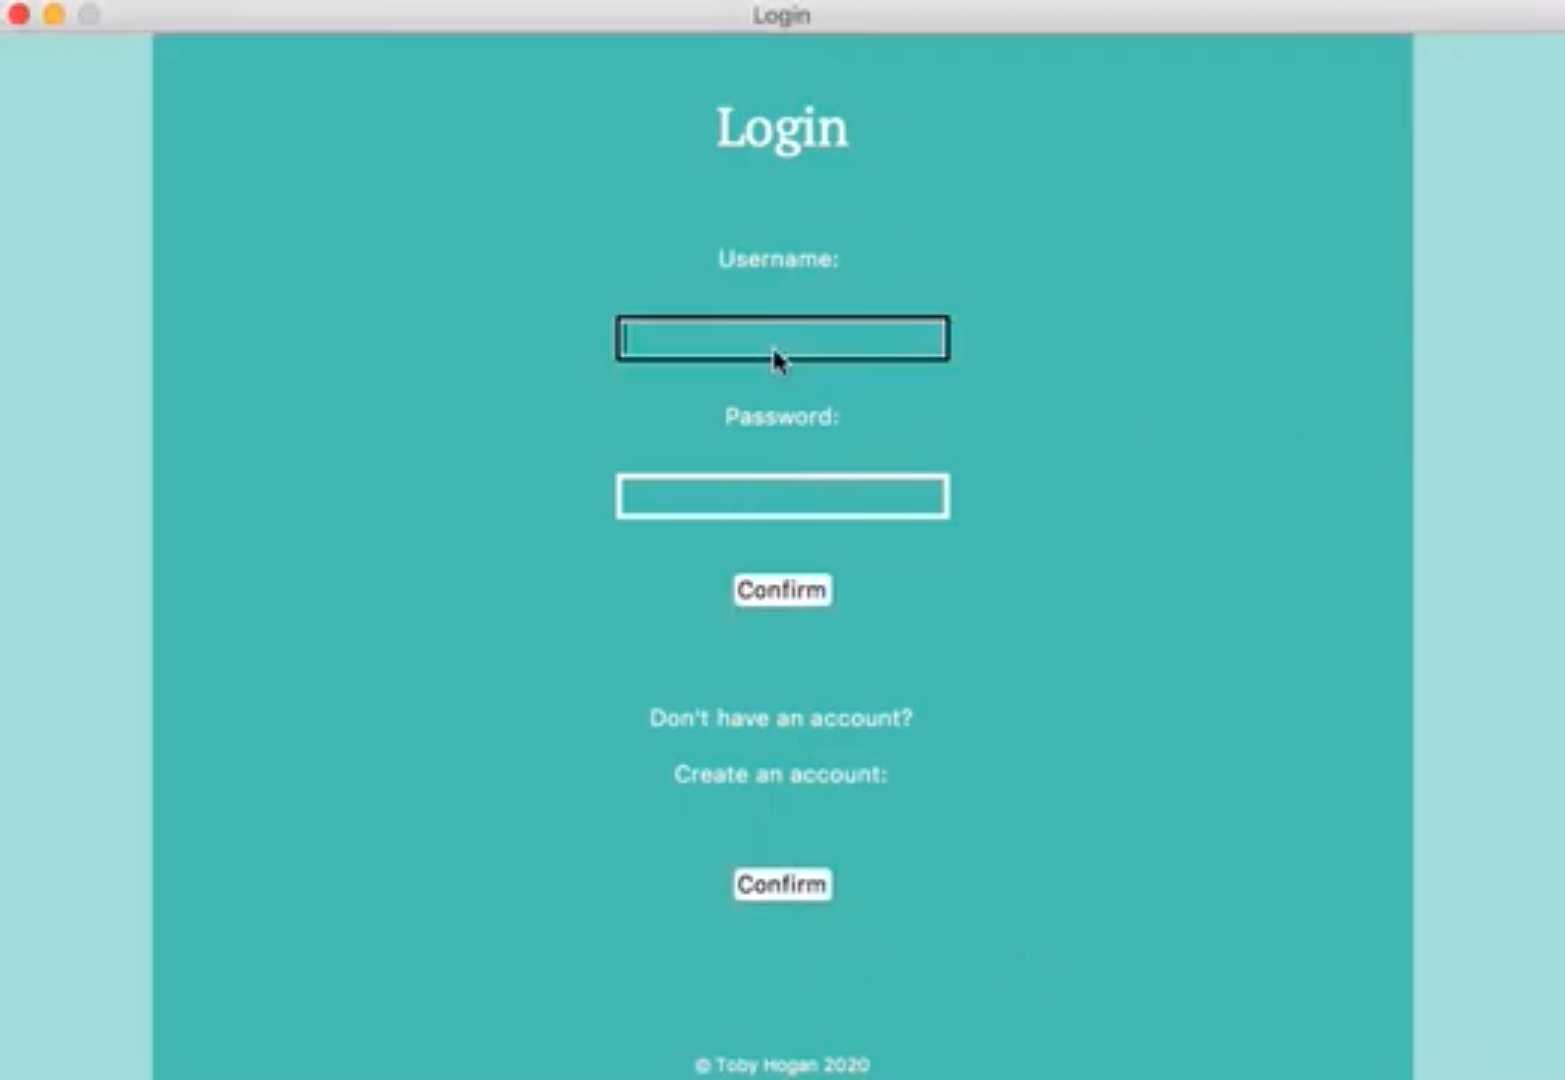 Login
Login
Username:
Password:
Confirm
Don't have an account?
Create an account:
Confirm
© Toby Hogan 2020